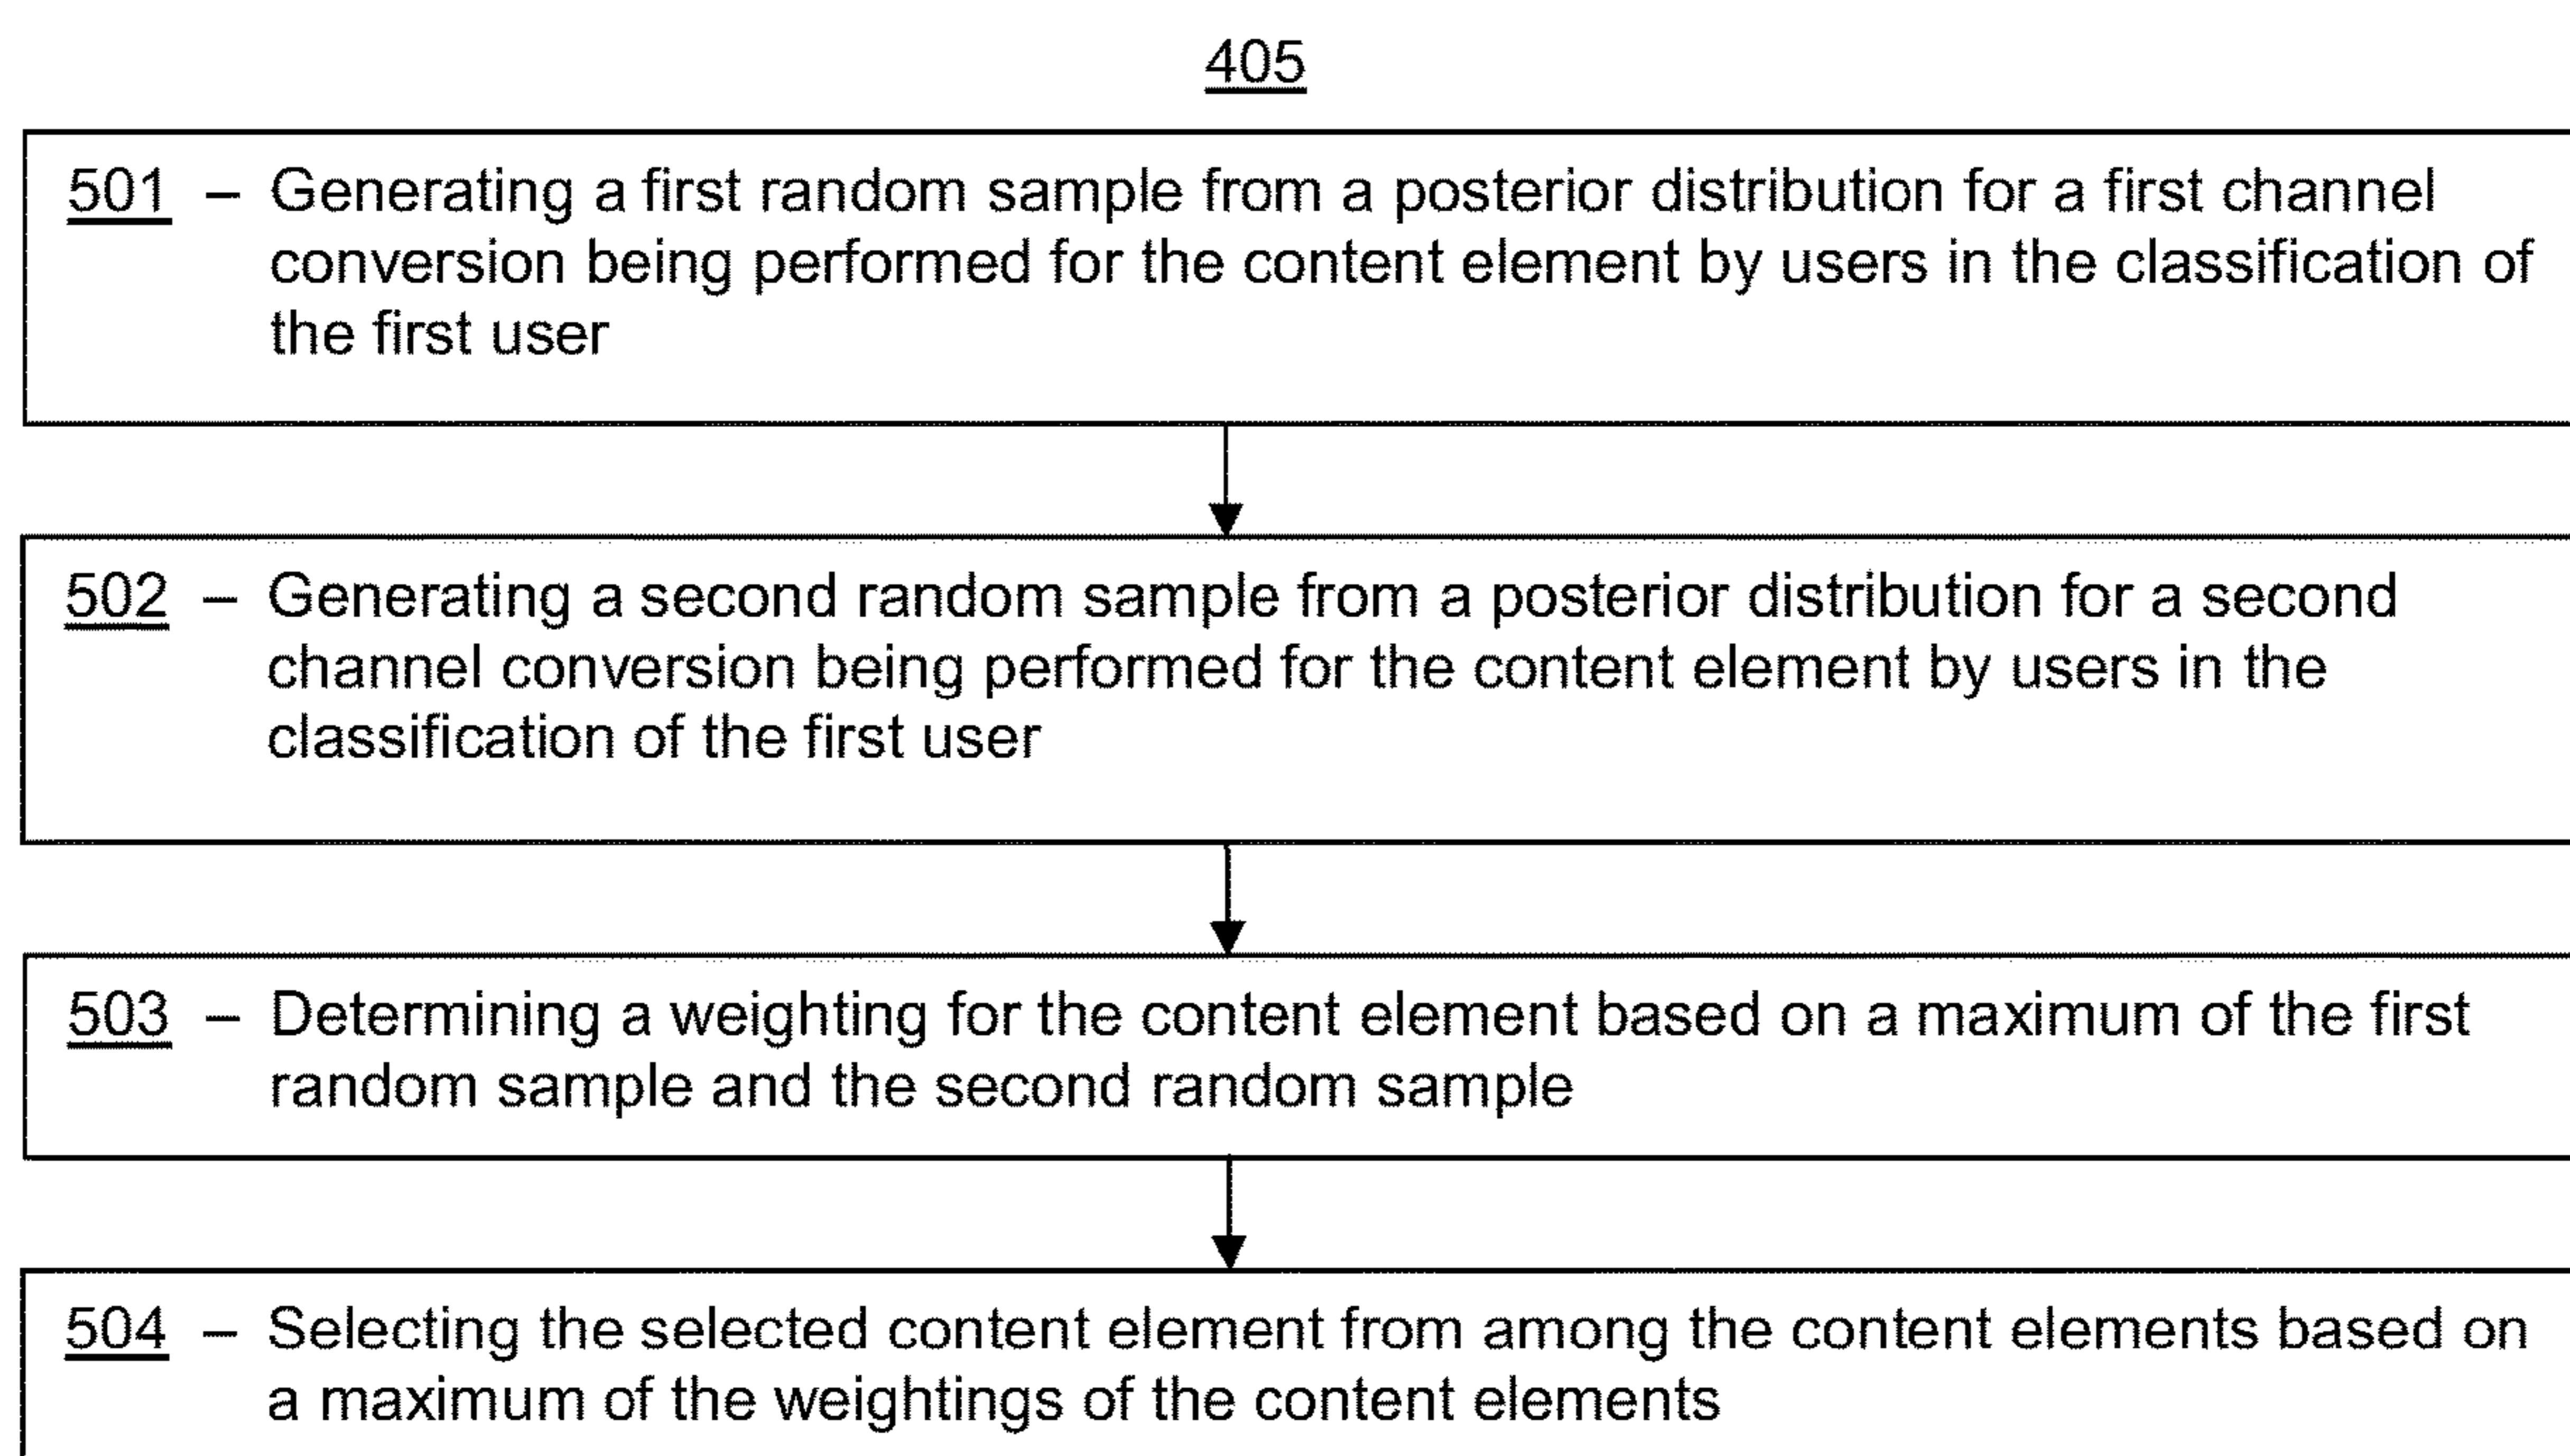 405
501 – Generating a first random sample from a posterior distribution for a first channel
conversion being performed for the content element by users in the classification of
the first user
502 – Generating a second random sample from a posterior distribution for a second
channel conversion being performed for the content element by users in the
classification of the first user
503 – Determining a weighting for the content element based on a maximum of the first
random sample and the second random sample
504 – Selecting the selected content element from among the content elements based on
a maximum of the weightings of the content elements